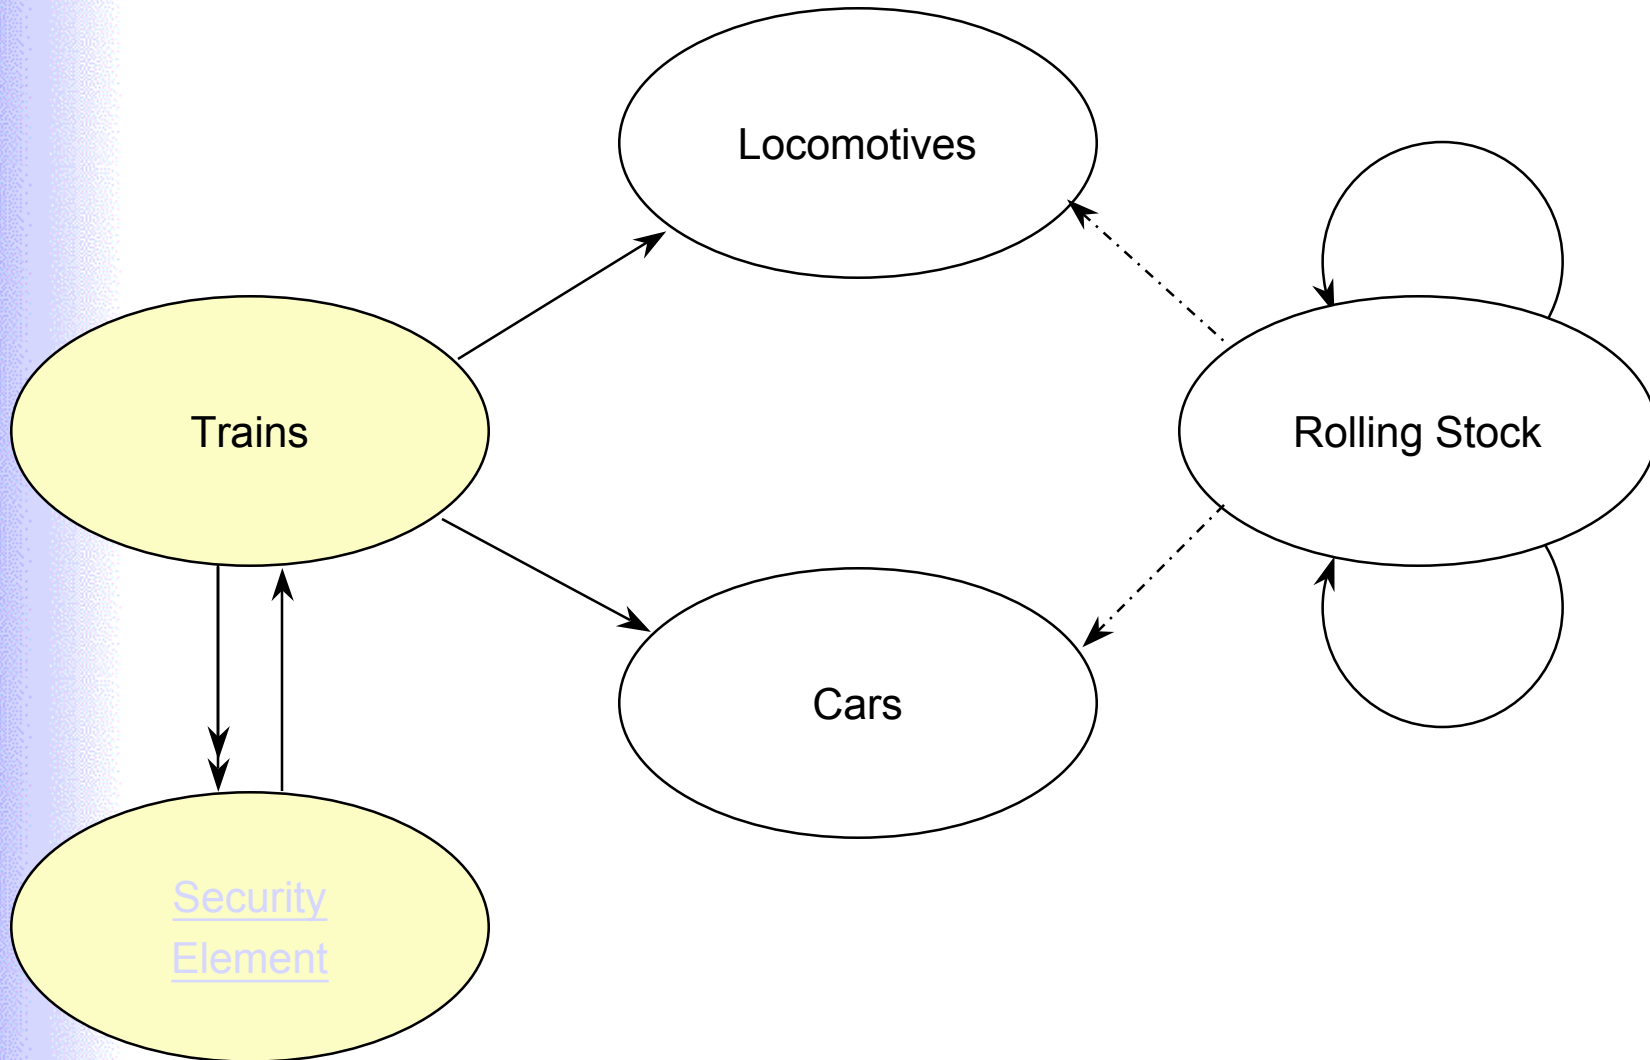 Locomotives
Trains
Rolling Stock
Cars
Security
Element